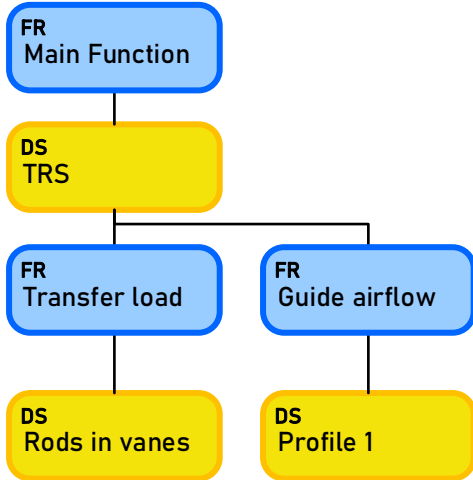 FR
Main Function
DS
TRS
FR
Transfer load
FR
Guide airflow
DS
Rods in vanes
DS
Profile 1